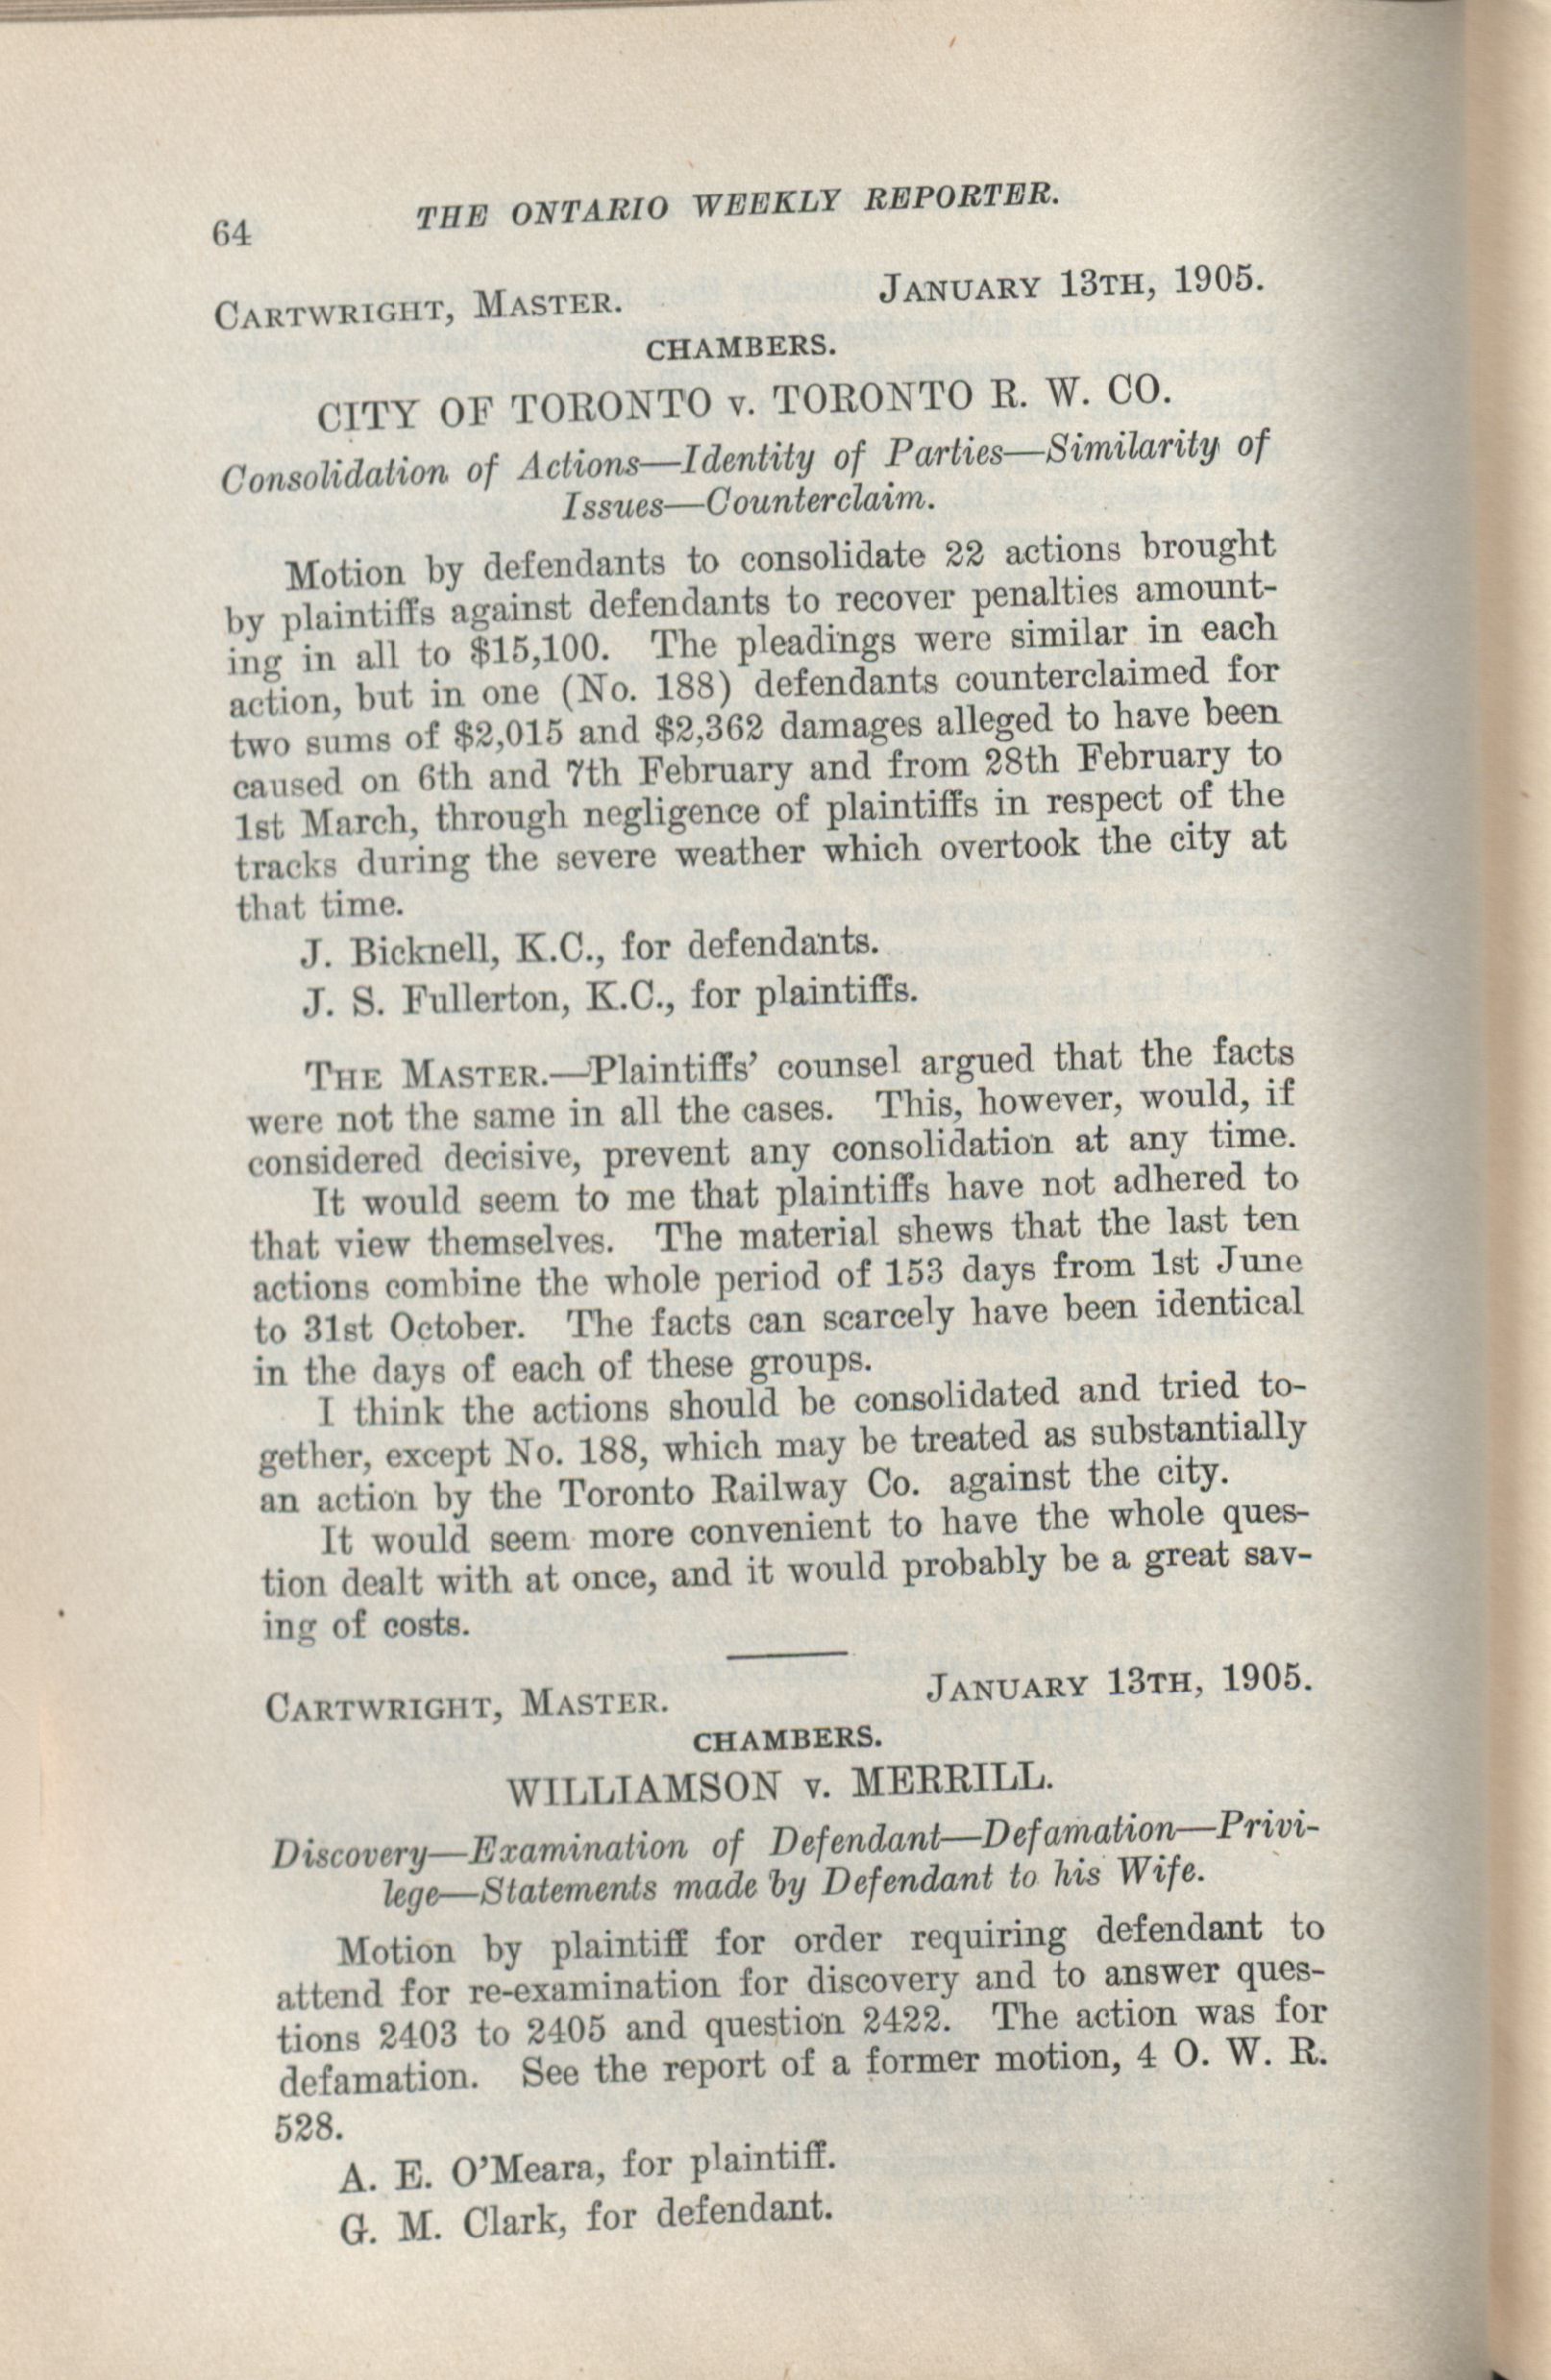 64
THE ONTARIO WEEKLY REPORTER.
CARTWRIGHT, MASTER.
JANUARY 13TH, 1905.
CHAMBERS.
CITY OF TORONTO v. TORONTO R. W. CO.
Consolidation of Actions—Identity of Parties—Similarity of
Issues—Counterclaim.
Motion by defendants to consolidate 22 actions brought
by plaintiffs against defendants to recover penalties amount-
ing in all to $15,100. The pleadings were similar in each
action, but in one (No. 188) defendants counterclaimed for
two sums of $2,015 and $2,362 damages alleged to have been
caused on 6th and 7th February and from 28th February to
1st March, through negligence of plaintiffs in respect of the
tracks during the severe weather which overtook the city at
that time.
J. Bicknell, K.C., for defendants.
J. S. Fullerton, K.C., for plaintiffs.
THE MASTER.—Plaintiffs' counsel argued that the facts
were not the same in all the cases. This, however, would, if
considered decisive, prevent any consolidation at any time.
It would seem to me that plaintiffs have not adhered to
that view themselves. The material shews that the last ten
actions combine the whole period of 153 days from 1st June
to 31st October. The facts can scarcely have been identical
in the days of each of these groups.
I think the actions should be consolidated and tried to-
gether, except No. 188, which may be treated as substantially
an action by the Toronto Railway Co. against the city.
It would seem more convenient to have the whole ques-
tion dealt with at once, and it would probably be a great sav-
ing of costs.
CARTWRIGHT, MASTER.
JANUARY 13TH, 1905.
CHAMBERS.
WILLIAMSON v. MERRILL.
Discovery—Examination of Defendant—Defamation—Privi-
lege—Statements made by Defendant to his Wife.
Motion by plaintiff for order requiring defendant to
attend for re-examination for discovery and to answer ques-
tions 2403 to 2405 and question 2422. The action was for
defamation. See the report of a former motion, 4 O. W. R.
528.
A. E. O'Meara, for plaintiff.
G. M. Clark, for defendant.